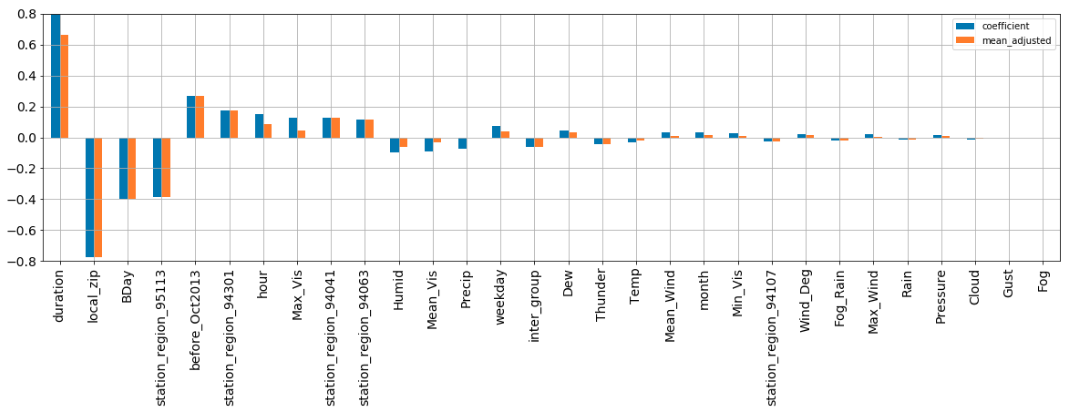 0.8
0.6
0.4
0.2
0.0
−0.2
−0.4
−0.6
−0.8
coefficient
mean_adjusted
duration
local_zip
BDay
station_region_95113
before_Oct2013
station_region_94301
hour
Max_Vis
station_region_94041
station_region_94063
Humid
Mean_Vis
Precip
weekday
inter_group
Dew
Thunder
Temp
Mean_Wind
month
Min_Vis
station_region_94107
Wind_Deg
Fog_Rain
Max_Wind
Rain
Pressure
Cloud
Gust
Fog